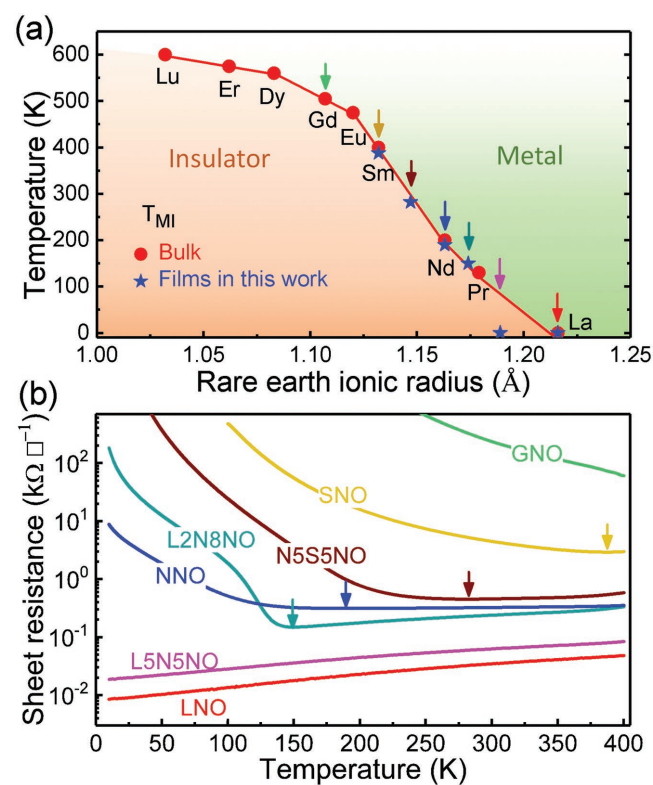 (a)
600
500
400
300
200
100
0
Temperature (K)
Lu
Er
Dy
Gd
Eu
Sm
Nd
Pr
La
Insulator
Metal
T_MI
Bulk
Films in this work
1.00 1.05 1.10 1.15 1.20 1.25
Rare earth ionic radius (Å)
(b)
Sheet resistance (kΩ □⁻¹)
10²
10¹
10⁰
10⁻¹
10⁻²
GNO
SNO
L2N8NO
N5S5NO
NNO
L5N5NO
LNO
0 50 100 150 200 250 300 350 400
Temperature (K)